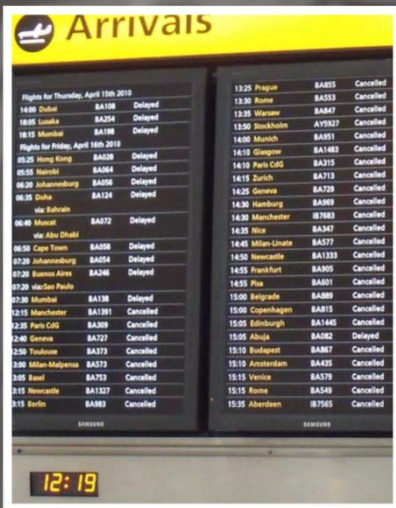 Arrivals
Flights for Thursday, April 15th 2010
14:00 Dubai BA108 Delayed
18:05 Lusaka BA254 Delayed
18:15 Mumbai BA198 Delayed
Flights for Friday, April 16th 2010
05:25 Hong Kong BA028 Delayed
05:55 Nairobi BA064 Delayed
06:20 Johannesburg BA056 Delayed
06:35 Doha BA124 Delayed
via: Bahrain
06:40 Muscat BA072 Delayed
via: Abu Dhabi
06:50 Cape Town BA058 Delayed
07:20 Johannesburg BA054 Delayed
07:20 Buenos Aires BA246 Delayed
07:20 via:Sao Paulo
07:30 Mumbai BA138 Delayed
12:15 Manchester BA1391 Cancelled
12:35 Paris CdG BA309 Cancelled
12:40 Geneva BA727 Cancelled
12:50 Toulouse BA373 Cancelled
3:00 Milan-Malpensa BA573 Cancelled
3:05 Basel BA753 Cancelled
3:15 Newcastle BA1327 Cancelled
3:15 Berlin BA983 Cancelled
SAMSUNG
13:25 Prague BA855 Cancelled
13:30 Rome BA553 Cancelled
13:35 Warsaw BA847 Cancelled
13:50 Stockholm AY5927 Cancelled
14:00 Munich BA951 Cancelled
14:10 Glasgow BA1483 Cancelled
14:10 Paris CdG BA315 Cancelled
14:15 Zurich BA713 Cancelled
14:25 Geneva BA729 Cancelled
14:30 Hamburg BA969 Cancelled
14:30 Manchester IB7683 Cancelled
14:35 Nice BA347 Cancelled
14:45 Milan-Linate BA577 Cancelled
14:50 Newcastle BA1333 Cancelled
14:55 Frankfurt BA905 Cancelled
14:55 Pisa BA601 Cancelled
15:00 Belgrade BA889 Cancelled
15:00 Copenhagen BA815 Cancelled
15:05 Edinburgh BA1445 Cancelled
15:05 Abuja BA082 Delayed
15:10 Budapest BA867 Cancelled
15:10 Amsterdam BA435 Cancelled
15:15 Venice BA579 Cancelled
15:15 Rome BA549 Cancelled
15:35 Aberdeen IB7565 Cancelled
SAMSUNG
12:19